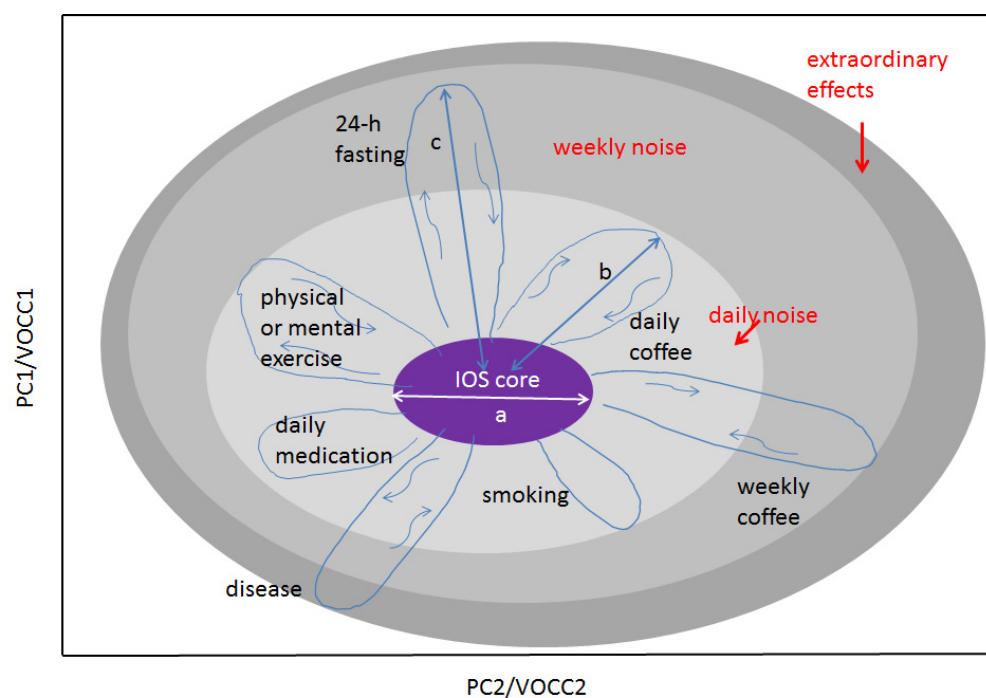 extraordinary
effects
24-h
fasting
c
weekly noise
b
physical
or mental
exercise
daily noise
daily
coffee
IOS core
a
daily
medication
smoking
weekly
coffee
disease
PC1/VOCC1
PC2/VOCC2